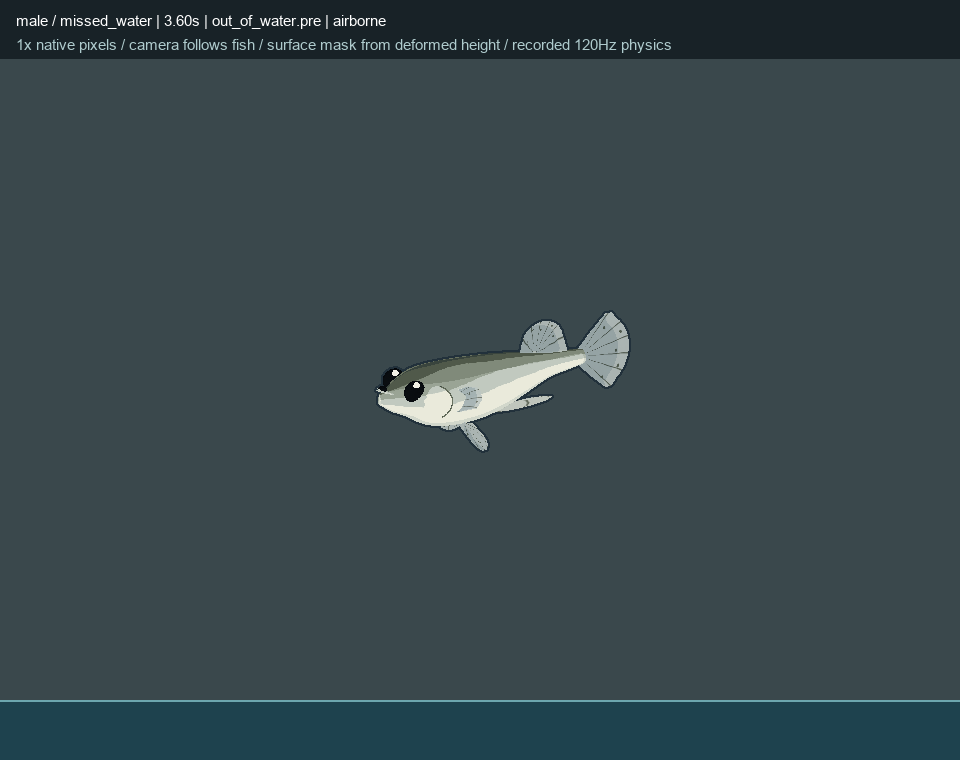 male / missed_water | 3.60s | out_of_water.pre | airborne
1x native pixels / camera follows fish / surface mask from deformed height / recorded 120Hz physics